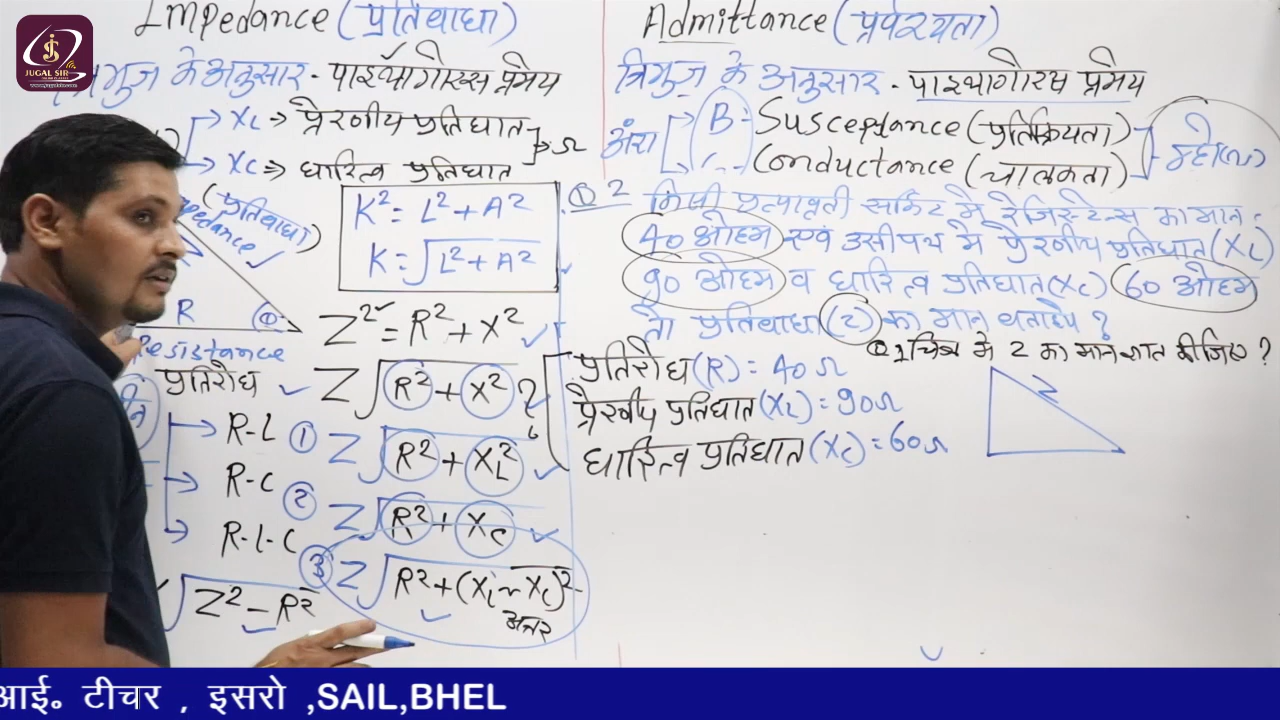 JUGAL SIR
Impedance (प्रतिबाधा)
त्रिभुज के अनुसार - पाइथागोरस प्रमेय
XL ⇒ प्रेरणीय प्रतिघात
XC ⇒ धारित्व प्रतिघात
Ω
(प्रतिबाधा)
K² = L² + A²
K = √L² + A²
R
Resistance
प्रतिरोध
Z² = R² + X²
Z √R² + X²
R-L ① Z √R² + XL²
R-C ② Z √R² + XC
R-L-C ③ Z √R² + (XL ~ XC)²
अन्तर
√Z² - R²
Admittance (प्रवेश्यता)
त्रिभुज के अनुसार - पाइथागोरस प्रमेय
अंश
B - Susceptance (प्रतिक्रियता)
Conductance (चालकता)
Q 2 किसी प्रत्यावर्ती सर्किट में रेजिस्टेन्स का मान
40 ओहम एवं उसी पथ में प्रेरणीय प्रतिघात (XL)
90 ओहम व धारित्व प्रतिघात (XC) 60 ओहम
तो प्रतिबाधा (Z) का मान बताइये ?
प्रतिरोध (R) = 40 Ω
प्रेरणीय प्रतिघात (XL) = 90 Ω
धारित्व प्रतिघात (XC) = 60 Ω
Q 1 चित्र में Z का मान ज्ञात कीजिए ?
Z
आई. टीचर , इसरो ,SAIL,BHEL